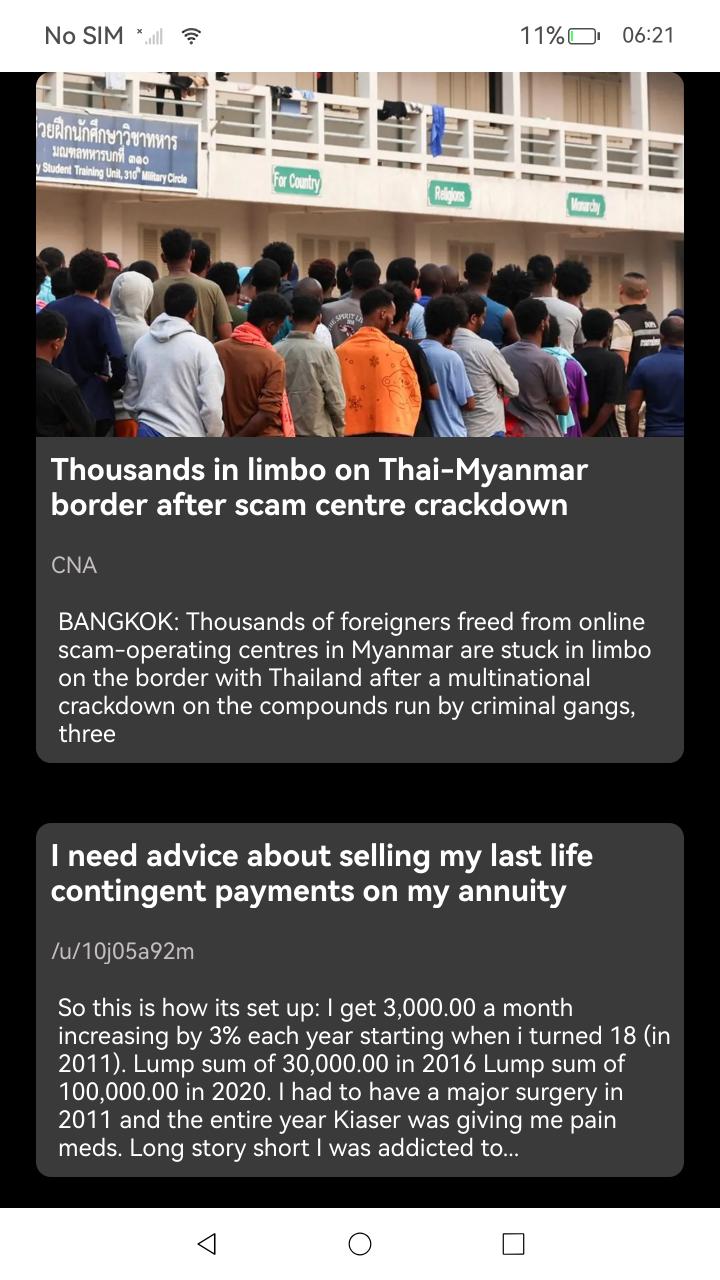 No SIM
11%
06:21
วยฝึกนักศึกษาวิชาทหาร
มณฑลทหารบกที่ ๓๑๐
y Student Training Unit, 310th Military Circle
For Country
Religions
Monarchy
THE SPIRIT
Thousands in limbo on Thai-Myanmar
border after scam centre crackdown
CNA
BANGKOK: Thousands of foreigners freed from online
scam-operating centres in Myanmar are stuck in limbo
on the border with Thailand after a multinational
crackdown on the compounds run by criminal gangs,
three
I need advice about selling my last life
contingent payments on my annuity
/u/10j05a92m
So this is how its set up: I get 3,000.00 a month
increasing by 3% each year starting when i turned 18 (in
2011). Lump sum of 30,000.00 in 2016 Lump sum of
100,000.00 in 2020. I had to have a major surgery in
2011 and the entire year Kiaser was giving me pain
meds. Long story short I was addicted to...